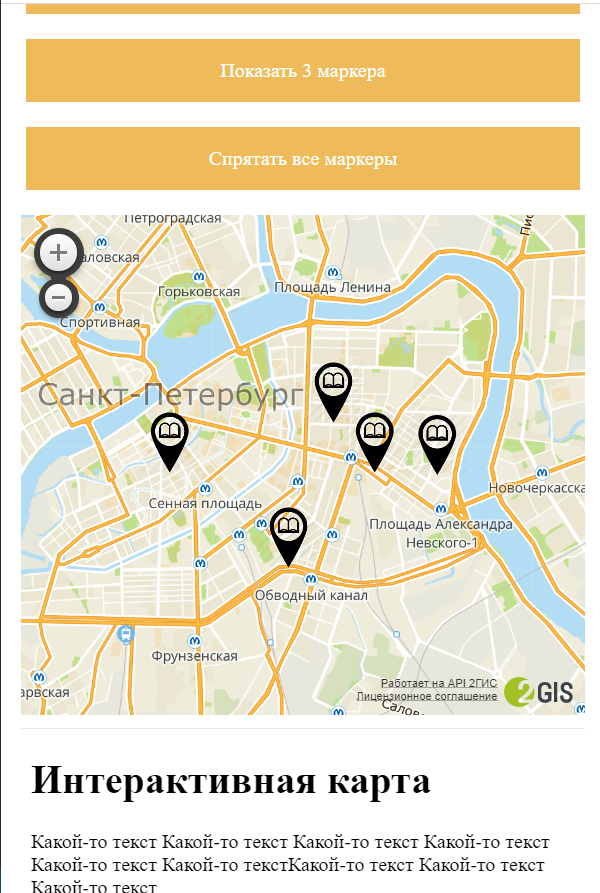 Показать 3 маркера
Спрятать все маркеры
Петроградская
аловская
Горьковская
Площадь Ленина
Спортивная
Санкт-Петербург
Сенная площадь
Новочеркасска
Площадь Александра
Невского-1
Обводный канал
Фрунзенская
арвская
Работает на API 2ГИС
Лицензионное соглашение
2GIS
Интерактивная карта
Какой-то текст Какой-то текст Какой-то текст Какой-то текст
Какой-то текст Какой-то текстКакой-то текст Какой-то текст
Какой-то текст